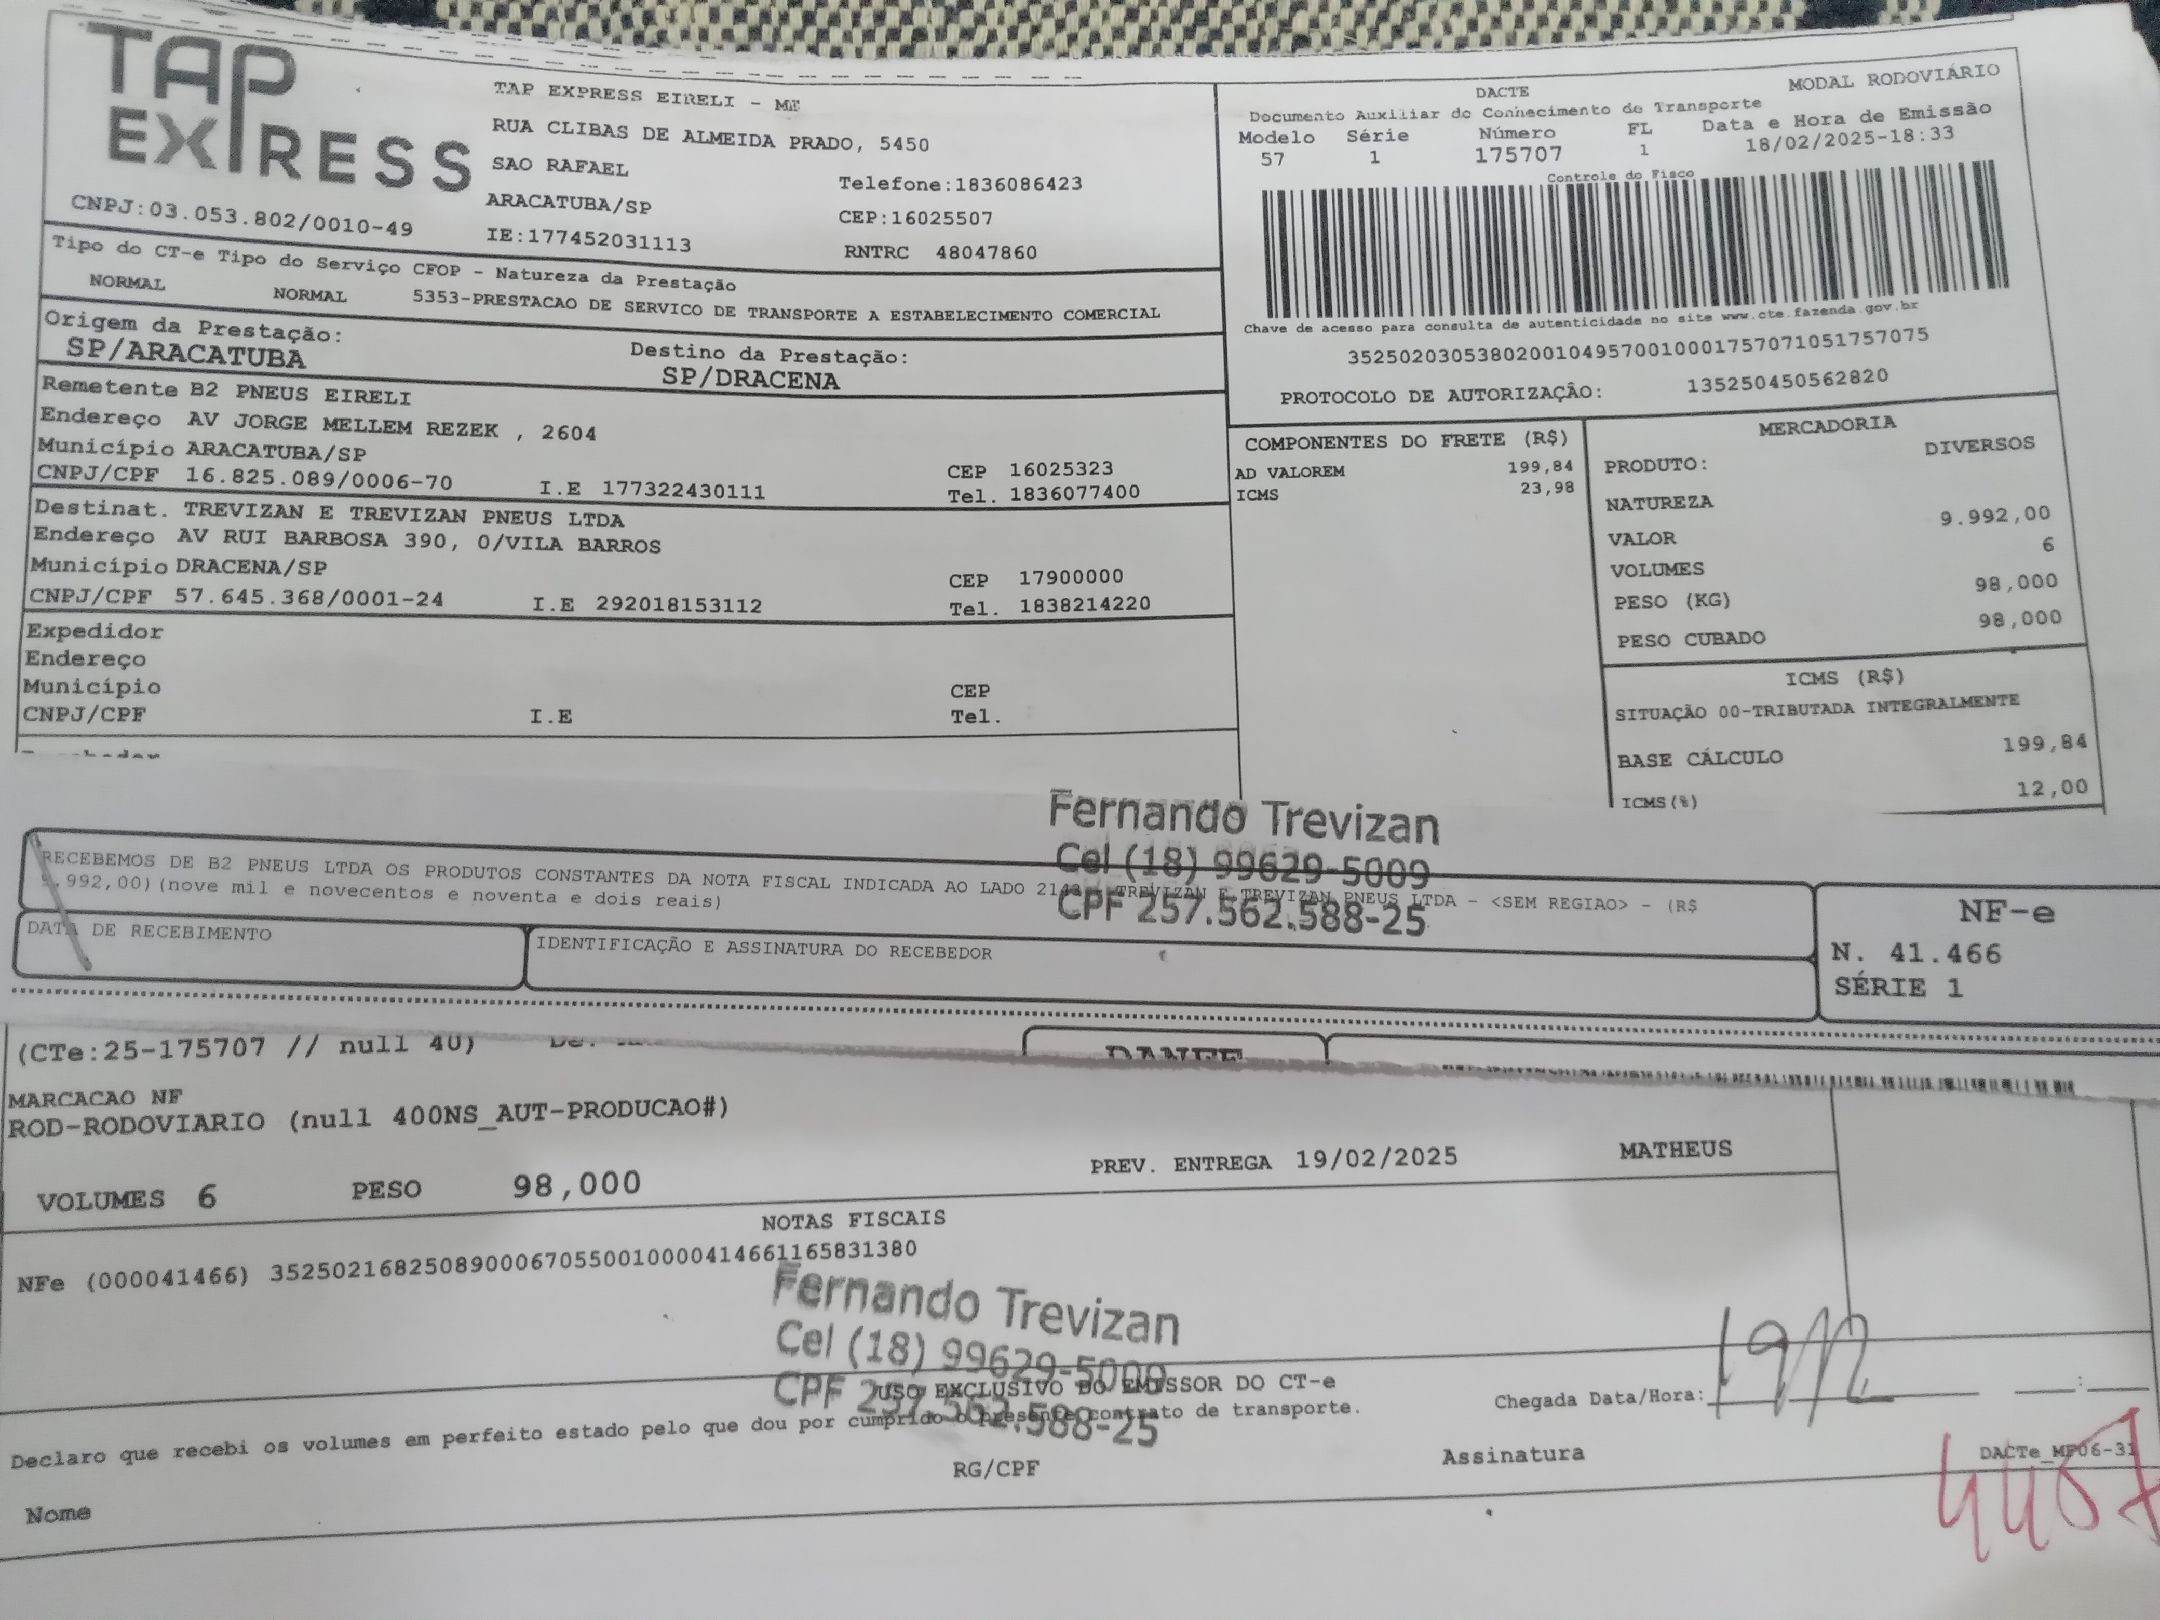 TAP EXPRESS
TAP EXPRESS EIRELI - ME
RUA CLIBAS DE ALMEIDA PRADO, 5450
SAO RAFAEL
Telefone:1836086423
ARACATUBA/SP
CEP:16025507
CNPJ:03.053.802/0010-49
IE:177452031113
RNTRC 48047860
DACTE
MODAL RODOVIÁRIO
Documento Auxiliar do Conhecimento de Transporte
Modelo Série Número FL Data e Hora de Emissão
57 1 175707 1 18/02/2025-18:33
Controle do Fisco
Chave de acesso para consulta de autenticidade no site www.cte.fazenda.gov.br
35250203053802001049570010001757071051757075
PROTOCOLO DE AUTORIZAÇÃO: 135250450562820
Tipo do CT-e Tipo do Serviço CFOP - Natureza da Prestação
NORMAL NORMAL 5353-PRESTACAO DE SERVICO DE TRANSPORTE A ESTABELECIMENTO COMERCIAL
Origem da Prestação:
SP/ARACATUBA
Destino da Prestação:
SP/DRACENA
Remetente B2 PNEUS EIRELI
Endereço AV JORGE MELLEM REZEK , 2604
Município ARACATUBA/SP
CEP 16025323
CNPJ/CPF 16.825.089/0006-70 I.E 177322430111 Tel. 1836077400
Destinat. TREVIZAN E TREVIZAN PNEUS LTDA
Endereço AV RUI BARBOSA 390, 0/VILA BARROS
Município DRACENA/SP
CEP 17900000
CNPJ/CPF 57.645.368/0001-24 I.E 292018153112 Tel. 1838214220
Expedidor
Endereço
Município CEP
CNPJ/CPF I.E Tel.
COMPONENTES DO FRETE (R$)
AD VALOREM 199,84
ICMS 23,98
MERCADORIA
PRODUTO: DIVERSOS
NATUREZA
VALOR 9.992,00
VOLUMES 6
PESO (KG) 98,000
PESO CUBADO 98,000
ICMS (R$)
SITUAÇÃO 00-TRIBUTADA INTEGRALMENTE
BASE CÁLCULO 199,84
ICMS(%) 12,00
Fernando Trevizan
Cel (18) 99629-5009
CPF 257.562.588-25
RECEBEMOS DE B2 PNEUS LTDA OS PRODUTOS CONSTANTES DA NOTA FISCAL INDICADA AO LADO TREVIZAN E TREVIZAN PNEUS LTDA - <SEM REGIAO> - (R$
9.992,00)(nove mil e novecentos e noventa e dois reais)
DATA DE RECEBIMENTO
IDENTIFICAÇÃO E ASSINATURA DO RECEBEDOR
NF-e
N. 41.466
SÉRIE 1
(CTe:25-175707 // null 40)
DANFE
MARCACAO NF
ROD-RODOVIARIO (null 400NS_AUT-PRODUCAO#)
VOLUMES 6 PESO 98,000 PREV. ENTREGA 19/02/2025 MATHEUS
NOTAS FISCAIS
NFe (000041466) 35250216825089000670550010000414661165831380
Fernando Trevizan
Cel (18) 99629-5009
CPF 257.562.588-25
USO EXCLUSIVO DO EMISSOR DO CT-e
Chegada Data/Hora: 19/2 :
Declaro que recebi os volumes em perfeito estado pelo que dou por cumprido o presente contrato de transporte.
Nome RG/CPF Assinatura
DACTe_MF06-31
4407